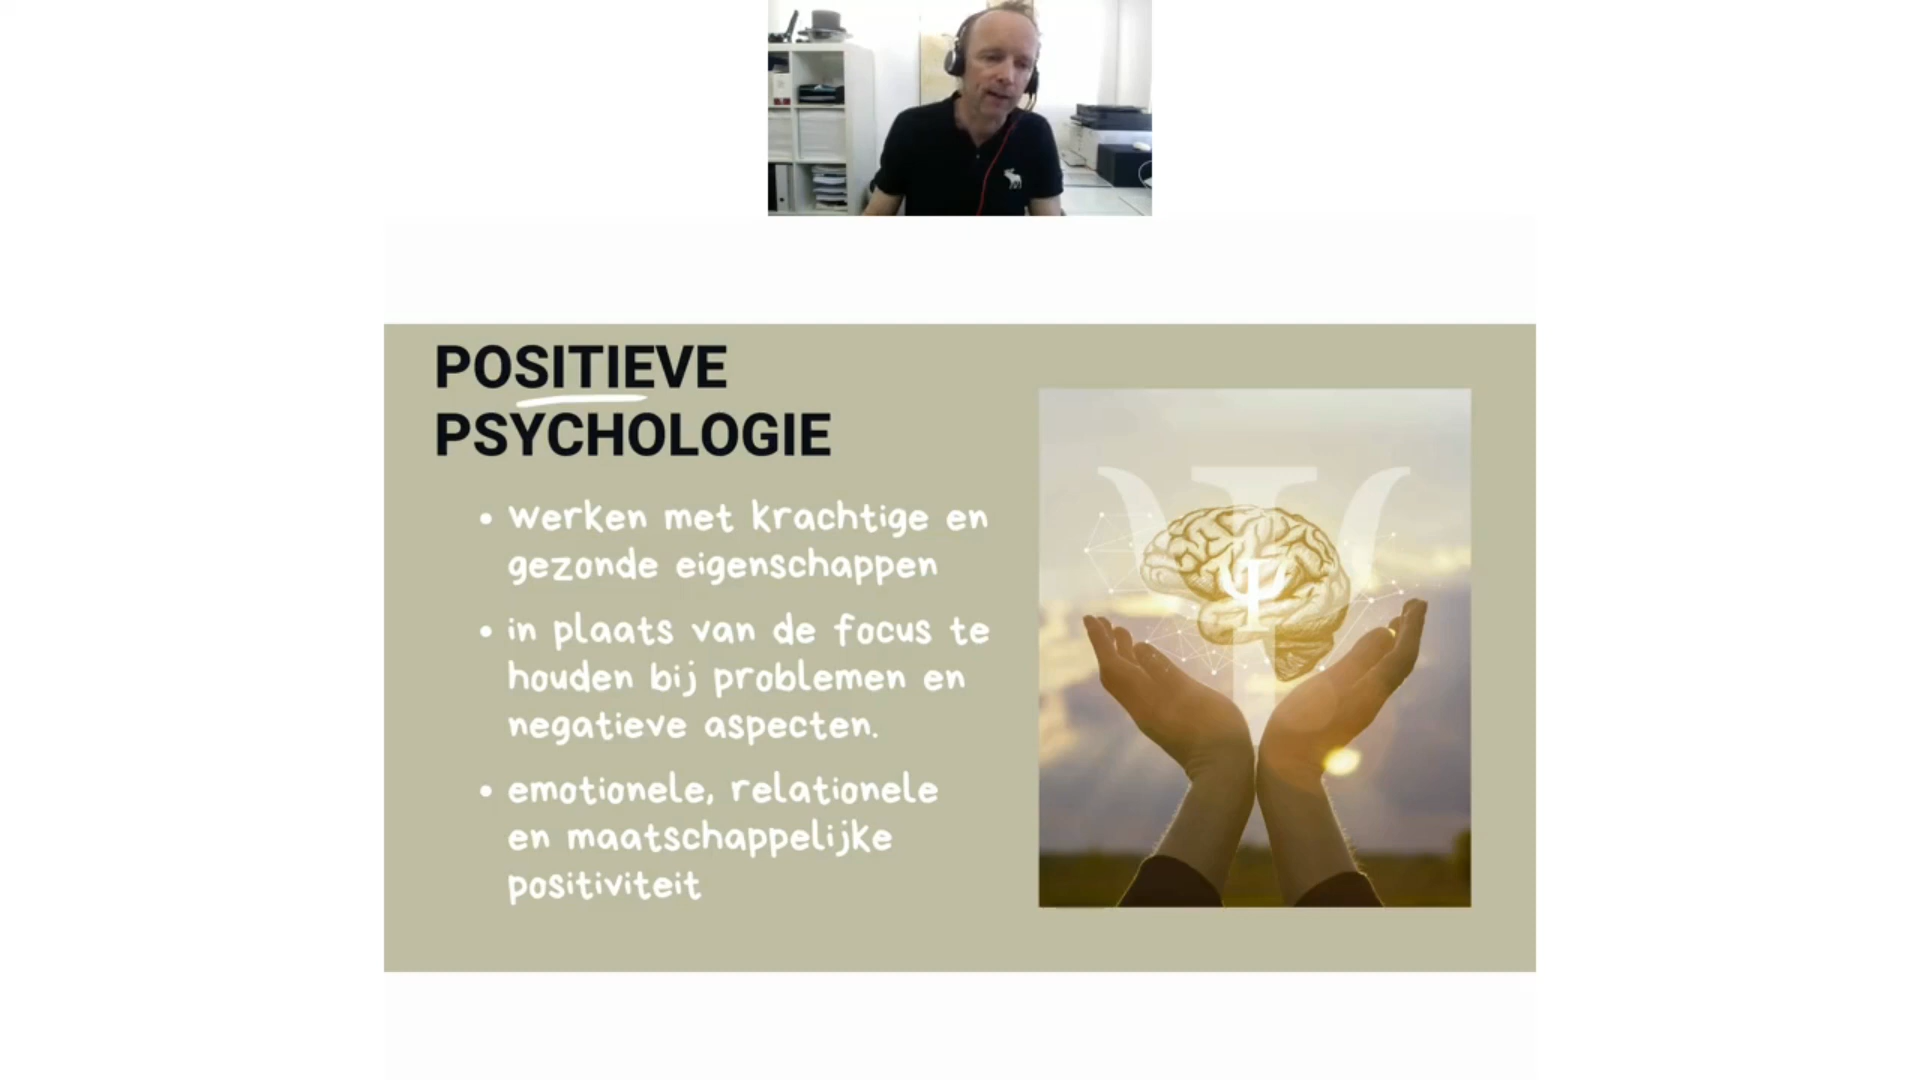 POSITIEVE
PSYCHOLOGIE
• werken met krachtige en
gezonde eigenschappen
• in plaats van de focus te
houden bij problemen en
negatieve aspecten.
• emotionele, relationele
en maatschappelijke
positiviteit
Ψ
Ψ